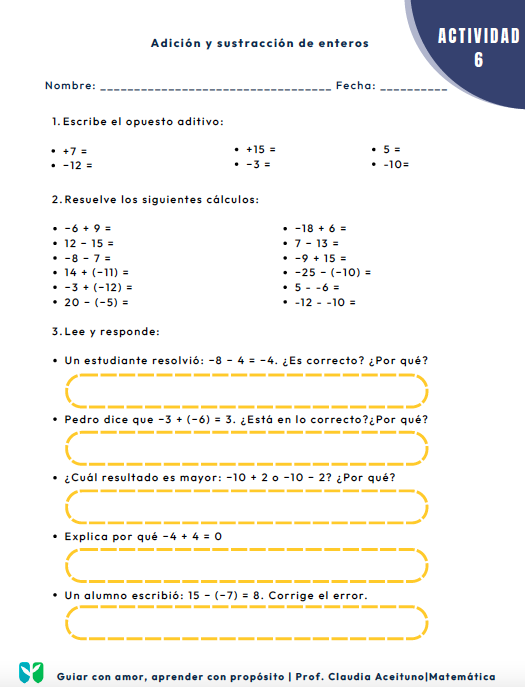 ACTIVIDAD
6
Adición y sustracción de enteros
Nombre: ________________________________ Fecha: __________
1. Escribe el opuesto aditivo:
• +7 =
• −12 =
• +15 =
• −3 =
• 5 =
• -10=
2. Resuelve los siguientes cálculos:
• −6 + 9 =
• 12 − 15 =
• −8 − 7 =
• 14 + (−11) =
• −3 + (−12) =
• 20 − (−5) =
• −18 + 6 =
• 7 − 13 =
• −9 + 15 =
• −25 − (−10) =
• 5 - -6 =
• -12 - -10 =
3. Lee y responde:
• Un estudiante resolvió: −8 − 4 = −4. ¿Es correcto? ¿Por qué?
• Pedro dice que −3 + (−6) = 3. ¿Está en lo correcto?¿Por qué?
• ¿Cuál resultado es mayor: −10 + 2 o −10 − 2? ¿Por qué?
• Explica por qué −4 + 4 = 0
• Un alumno escribió: 15 − (−7) = 8. Corrige el error.
Guiar con amor, aprender con propósito | Prof. Claudia Aceituno|Matemática